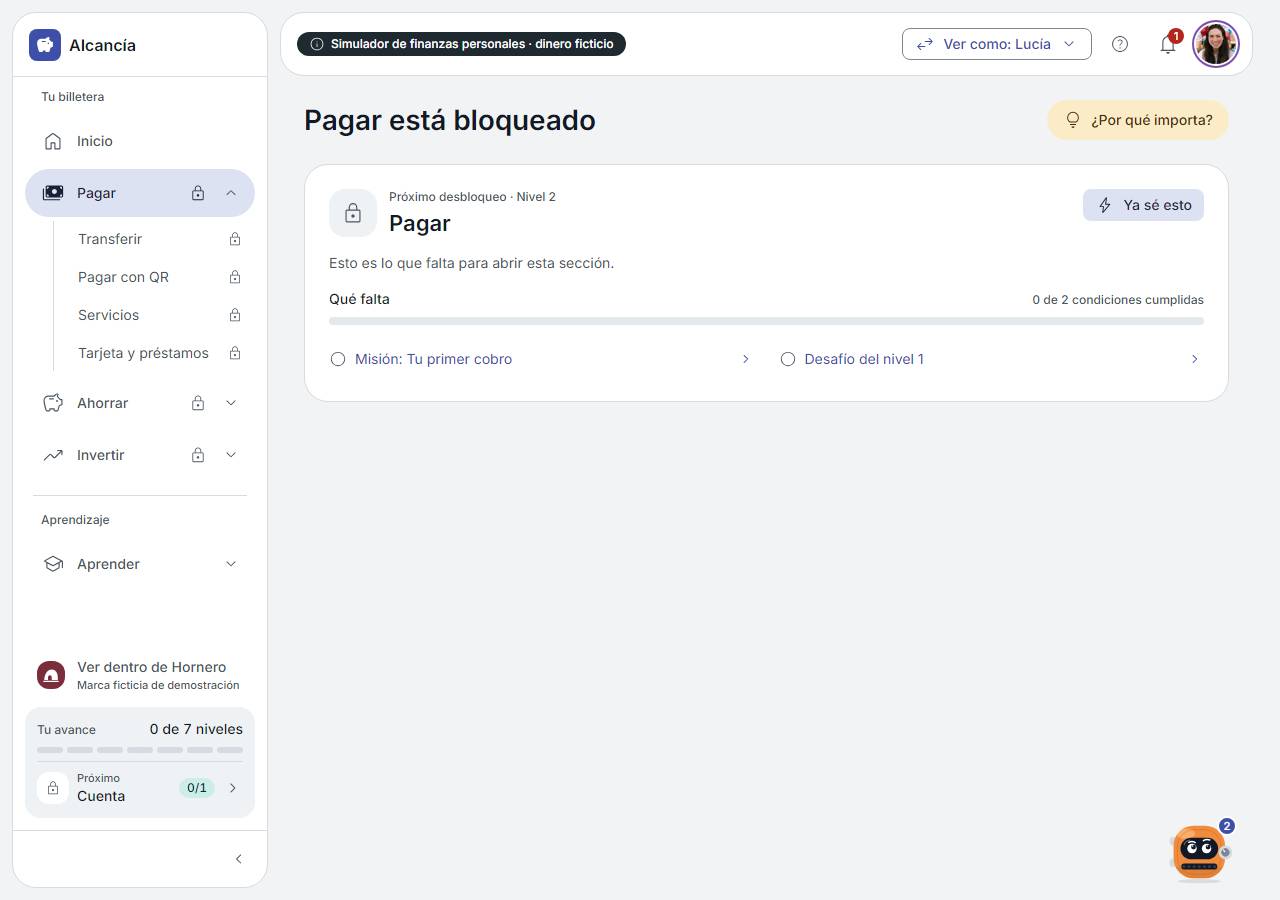 Alcancía
Tu billetera
Inicio
Pagar
Transferir
Pagar con QR
Servicios
Tarjeta y préstamos
Ahorrar
Invertir
Aprendizaje
Aprender
Ver dentro de Hornero
Marca ficticia de demostración
Tu avance
0 de 7 niveles
Próximo
Cuenta
0/1
Simulador de finanzas personales · dinero ficticio
Ver como: Lucía
1
Pagar está bloqueado
¿Por qué importa?
Próximo desbloqueo · Nivel 2
Pagar
Ya sé esto
Esto es lo que falta para abrir esta sección.
Qué falta
0 de 2 condiciones cumplidas
Misión: Tu primer cobro
Desafío del nivel 1
2